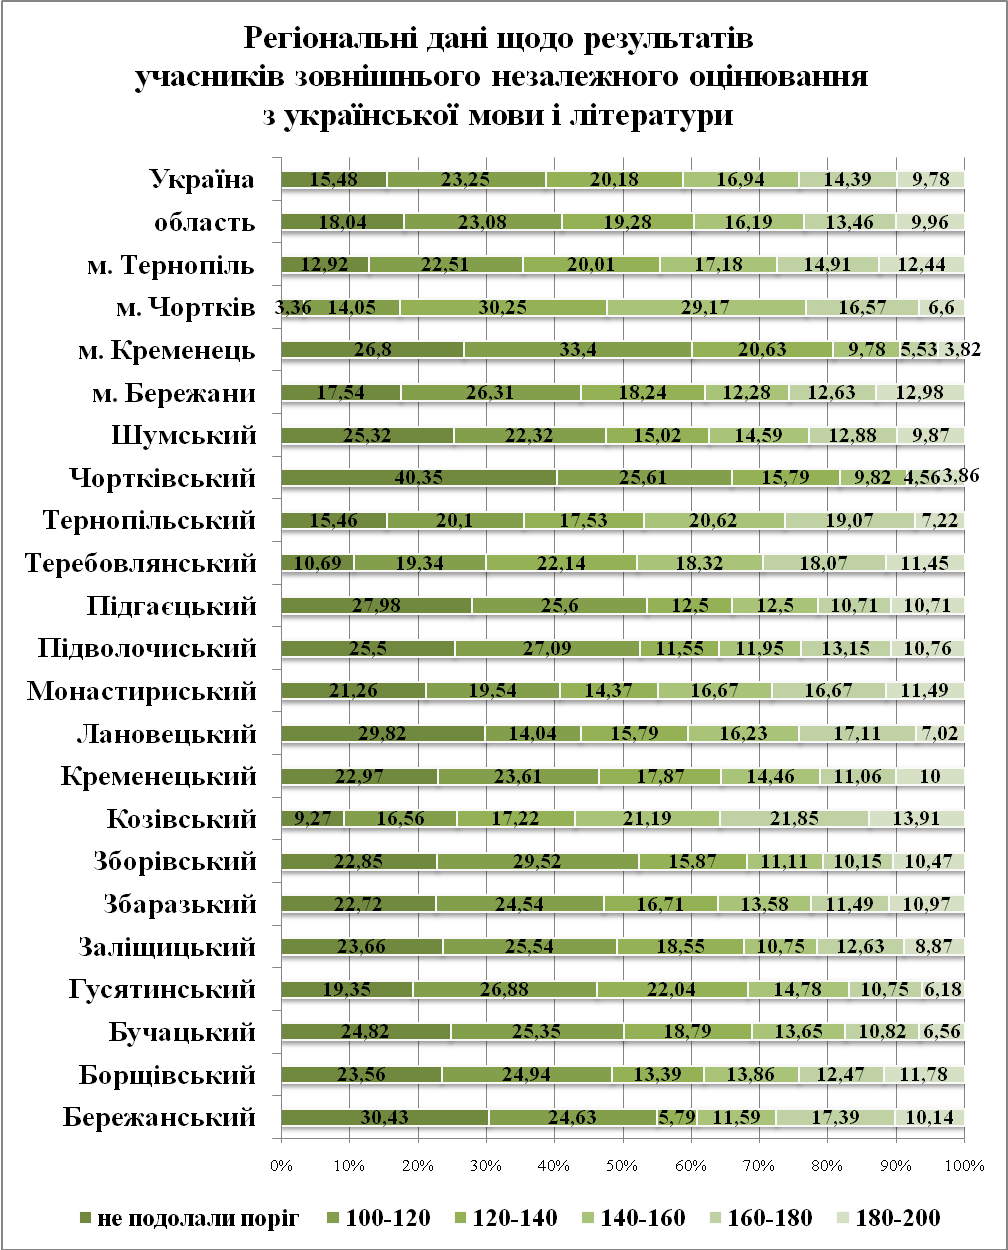 Регіональні дані щодо результатів
учасників зовнішнього незалежного оцінювання
з української мови і літератури
Україна 15,48 23,25 20,18 16,94 14,39 9,78
область 18,04 23,08 19,28 16,19 13,46 9,96
м. Тернопіль 12,92 22,51 20,01 17,18 14,91 12,44
м. Чортків 3,36 14,05 30,25 29,17 16,57 6,6
м. Кременець 26,8 33,4 20,63 9,78 5,53 3,82
м. Бережани 17,54 26,31 18,24 12,28 12,63 12,98
Шумський 25,32 22,32 15,02 14,59 12,88 9,87
Чортківський 40,35 25,61 15,79 9,82 4,56 3,86
Тернопільський 15,46 20,1 17,53 20,62 19,07 7,22
Теребовлянський 10,69 19,34 22,14 18,32 18,07 11,45
Підгаєцький 27,98 25,6 12,5 12,5 10,71 10,71
Підволочиський 25,5 27,09 11,55 11,95 13,15 10,76
Монастириський 21,26 19,54 14,37 16,67 16,67 11,49
Лановецький 29,82 14,04 15,79 16,23 17,11 7,02
Кременецький 22,97 23,61 17,87 14,46 11,06 10
Козівський 9,27 16,56 17,22 21,19 21,85 13,91
Зборівський 22,85 29,52 15,87 11,11 10,15 10,47
Збаразький 22,72 24,54 16,71 13,58 11,49 10,97
Заліщицький 23,66 25,54 18,55 10,75 12,63 8,87
Гусятинський 19,35 26,88 22,04 14,78 10,75 6,18
Бучацький 24,82 25,35 18,79 13,65 10,82 6,56
Борщівський 23,56 24,94 13,39 13,86 12,47 11,78
Бережанський 30,43 24,63 5,79 11,59 17,39 10,14
0% 10% 20% 30% 40% 50% 60% 70% 80% 90% 100%
не подолали поріг 100-120 120-140 140-160 160-180 180-200